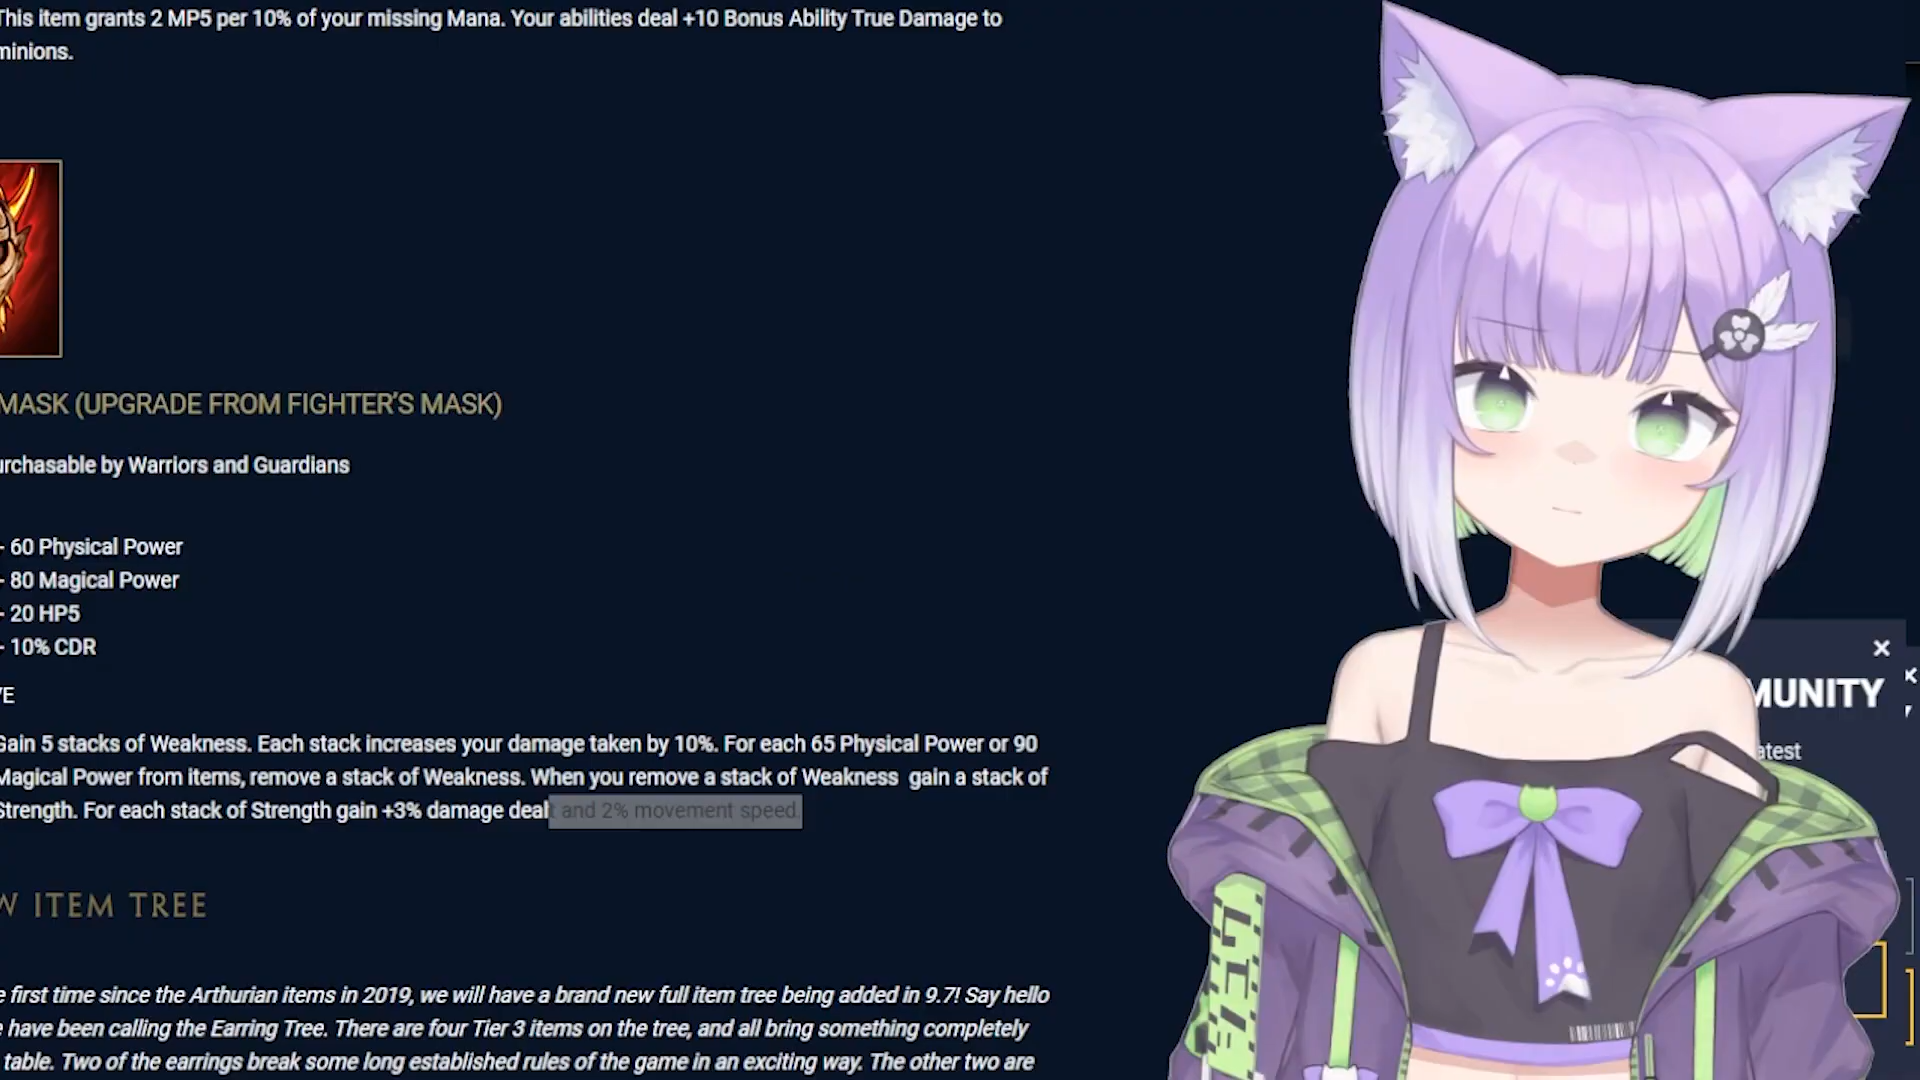 This item grants 2 MP5 per 10% of your missing Mana. Your abilities deal +10 Bonus Ability True Damage to
minions.
MASK (UPGRADE FROM FIGHTER'S MASK)
urchasable by Warriors and Guardians
- 60 Physical Power
- 80 Magical Power
- 20 HP5
- 10% CDR
VE
Gain 5 stacks of Weakness. Each stack increases your damage taken by 10%. For each 65 Physical Power or 90
Magical Power from items, remove a stack of Weakness. When you remove a stack of Weakness gain a stack of
Strength. For each stack of Strength gain +3% damage dealt and 2% movement speed.
W ITEM TREE
e first time since the Arthurian items in 2019, we will have a brand new full item tree being added in 9.7! Say hello
e have been calling the Earring Tree. There are four Tier 3 items on the tree, and all bring something completely
table. Two of the earrings break some long established rules of the game in an exciting way. The other two are
MUNITY
atest